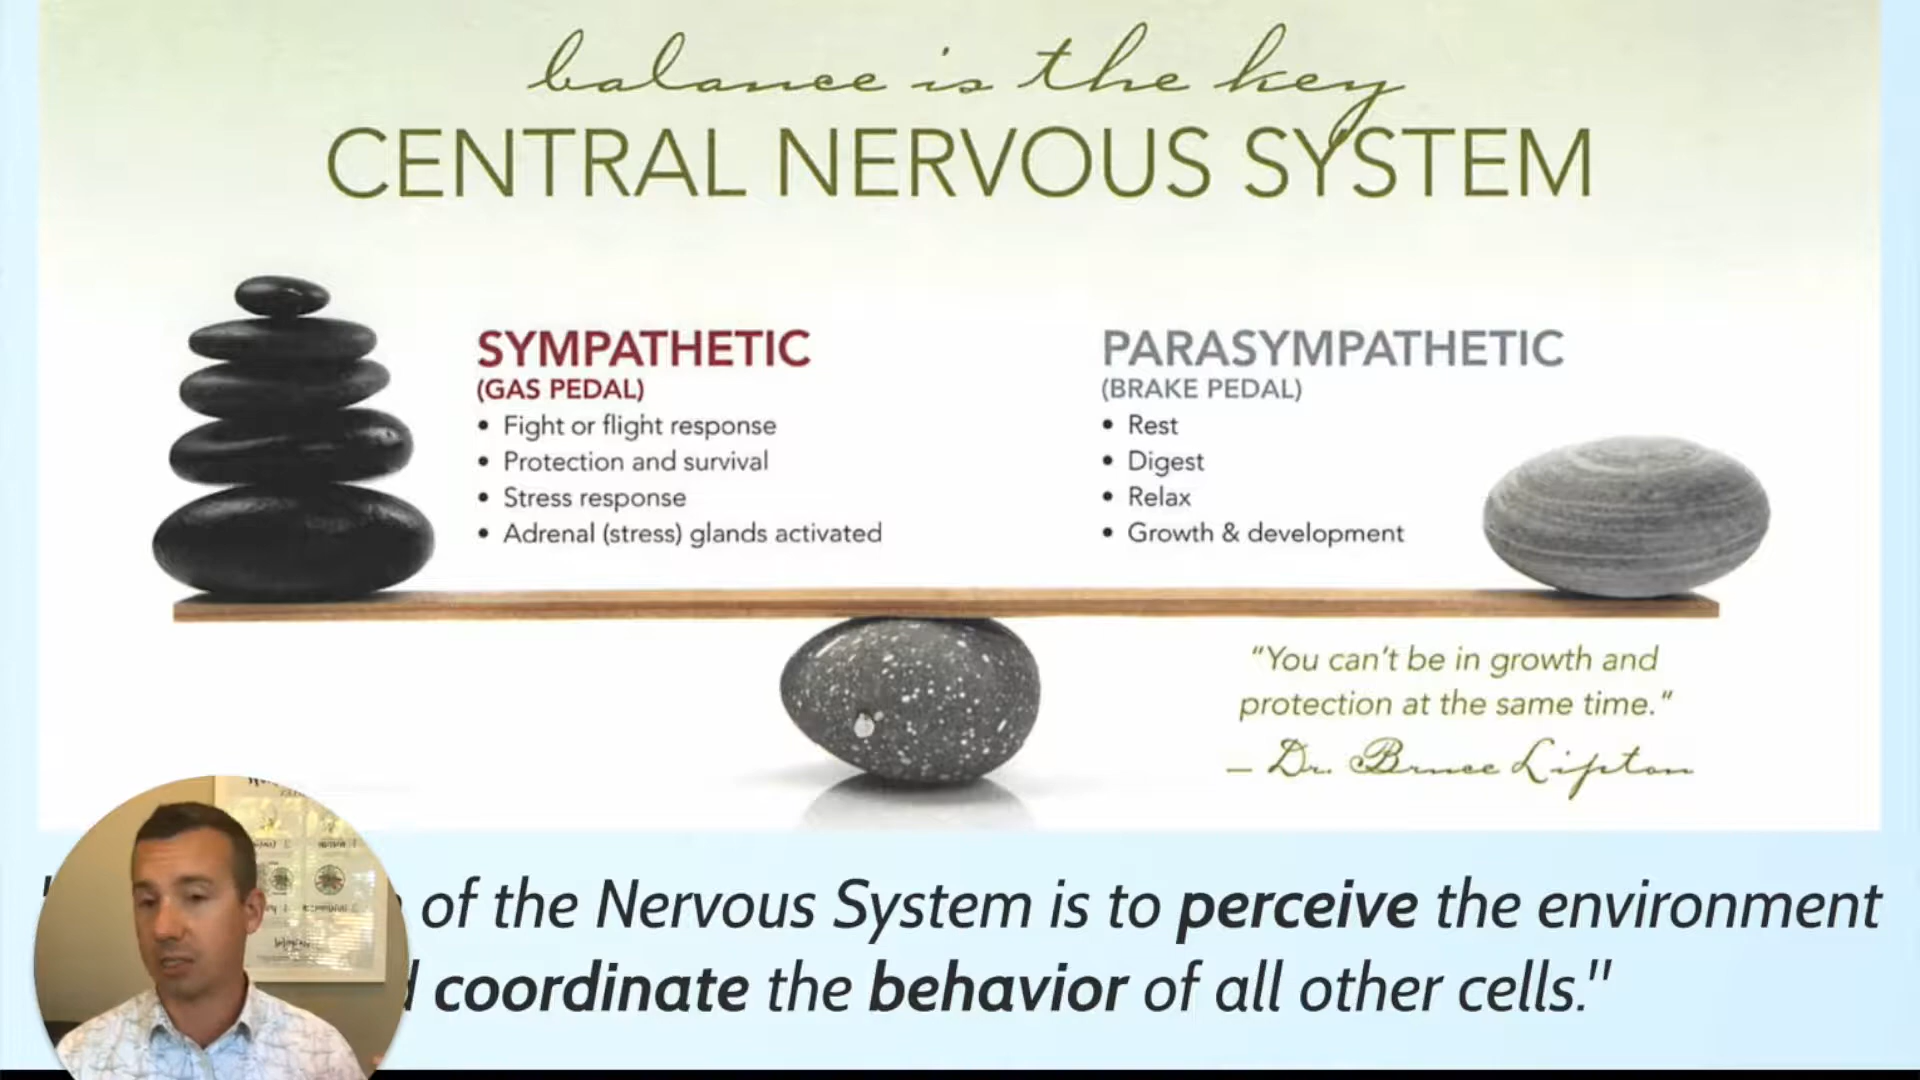 balance is the key
CENTRAL NERVOUS SYSTEM
SYMPATHETIC
(GAS PEDAL)
• Fight or flight response
• Protection and survival
• Stress response
• Adrenal (stress) glands activated
PARASYMPATHETIC
(BRAKE PEDAL)
• Rest
• Digest
• Relax
• Growth & development
“You can’t be in growth and
protection at the same time.”
– Dr. Bruce Lipton
of the Nervous System is to perceive the environment
coordinate the behavior of all other cells."